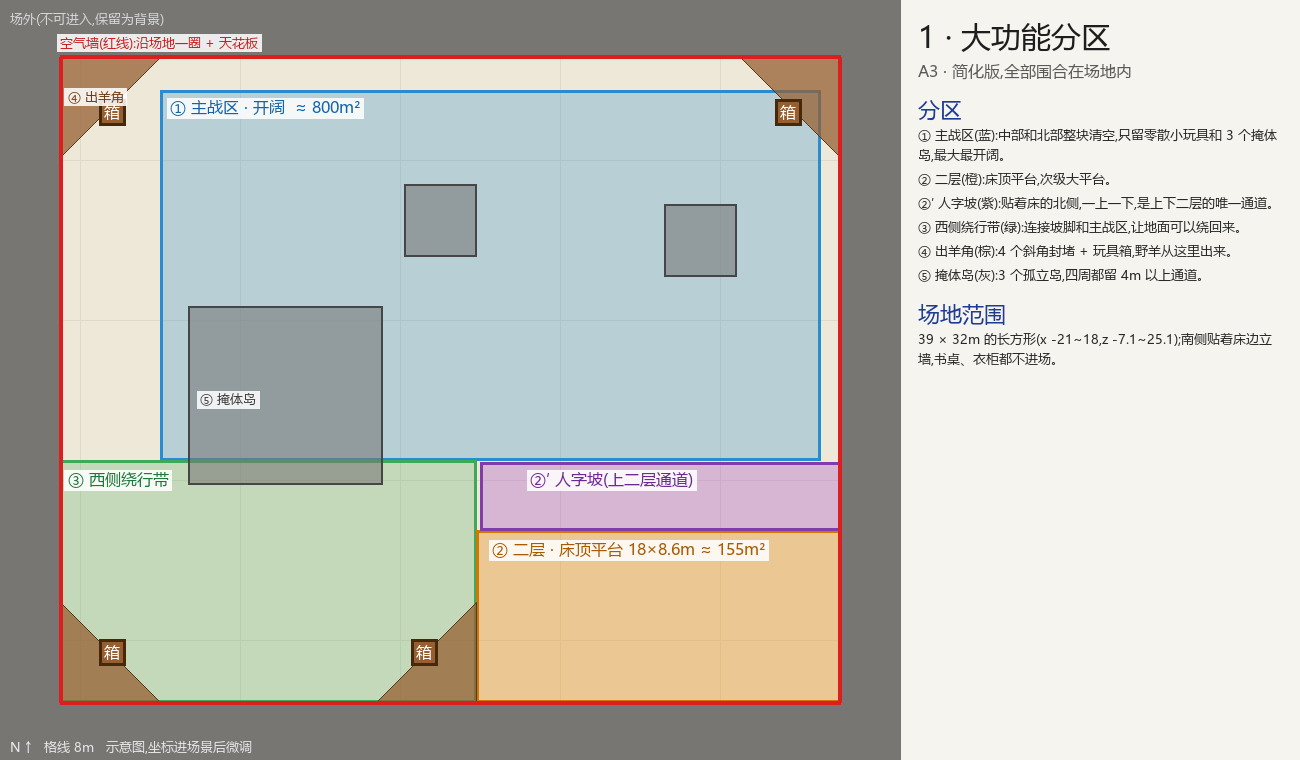 场外(不可进入,保留为背景)
空气墙(红线):沿场地一圈 + 天花板
④ 出羊角
箱
① 主战区 · 开阔 ≈ 800m²
箱
⑤ 掩体岛
③ 西侧绕行带
②′ 人字坡(上二层通道)
② 二层 · 床顶平台 18×8.6m ≈ 155m²
箱
箱
N ↑ 格线 8m 示意图,坐标进场景后微调
1 · 大功能分区
A3 · 简化版,全部围合在场地内
分区
① 主战区(蓝):中部和北部整块清空,只留零散小玩具和 3 个掩体
岛,最大最开阔。
② 二层(橙):床顶平台,次级大平台。
②′ 人字坡(紫):贴着床的北侧,一上一下,是上下二层的唯一通道。
③ 西侧绕行带(绿):连接坡脚和主战区,让地面可以绕回来。
④ 出羊角(棕):4 个斜角封堵 + 玩具箱,野羊从这里出来。
⑤ 掩体岛(灰):3 个孤立岛,四周都留 4m 以上通道。
场地范围
39 × 32m 的长方形(x -21~18,z -7.1~25.1);南侧贴着床边立
墙,书桌、衣柜都不进场。